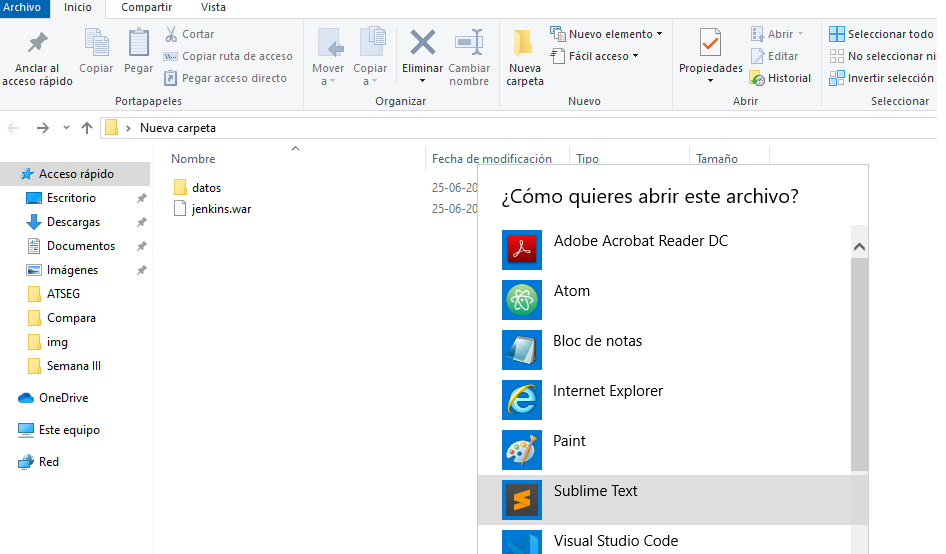 Archivo Inicio Compartir Vista
Anclar al acceso rápido
Copiar
Pegar
Cortar
Copiar ruta de acceso
Pegar acceso directo
Portapapeles
Mover a
Copiar a
Eliminar
Cambiar nombre
Organizar
Nueva carpeta
Nuevo elemento
Fácil acceso
Nuevo
Propiedades
Abrir
Editar
Historial
Abrir
Seleccionar todo
No seleccionar
Invertir selección
Seleccionar
Nueva carpeta
Nombre Fecha de modificación Tipo Tamaño
Acceso rápido
Escritorio
Descargas
Documentos
Imágenes
ATSEG
Compara
img
Semana III
OneDrive
Este equipo
Red
datos 25-06-20
jenkins.war 25-06-20
¿Cómo quieres abrir este archivo?
Adobe Acrobat Reader DC
Atom
Bloc de notas
Internet Explorer
Paint
Sublime Text
Visual Studio Code